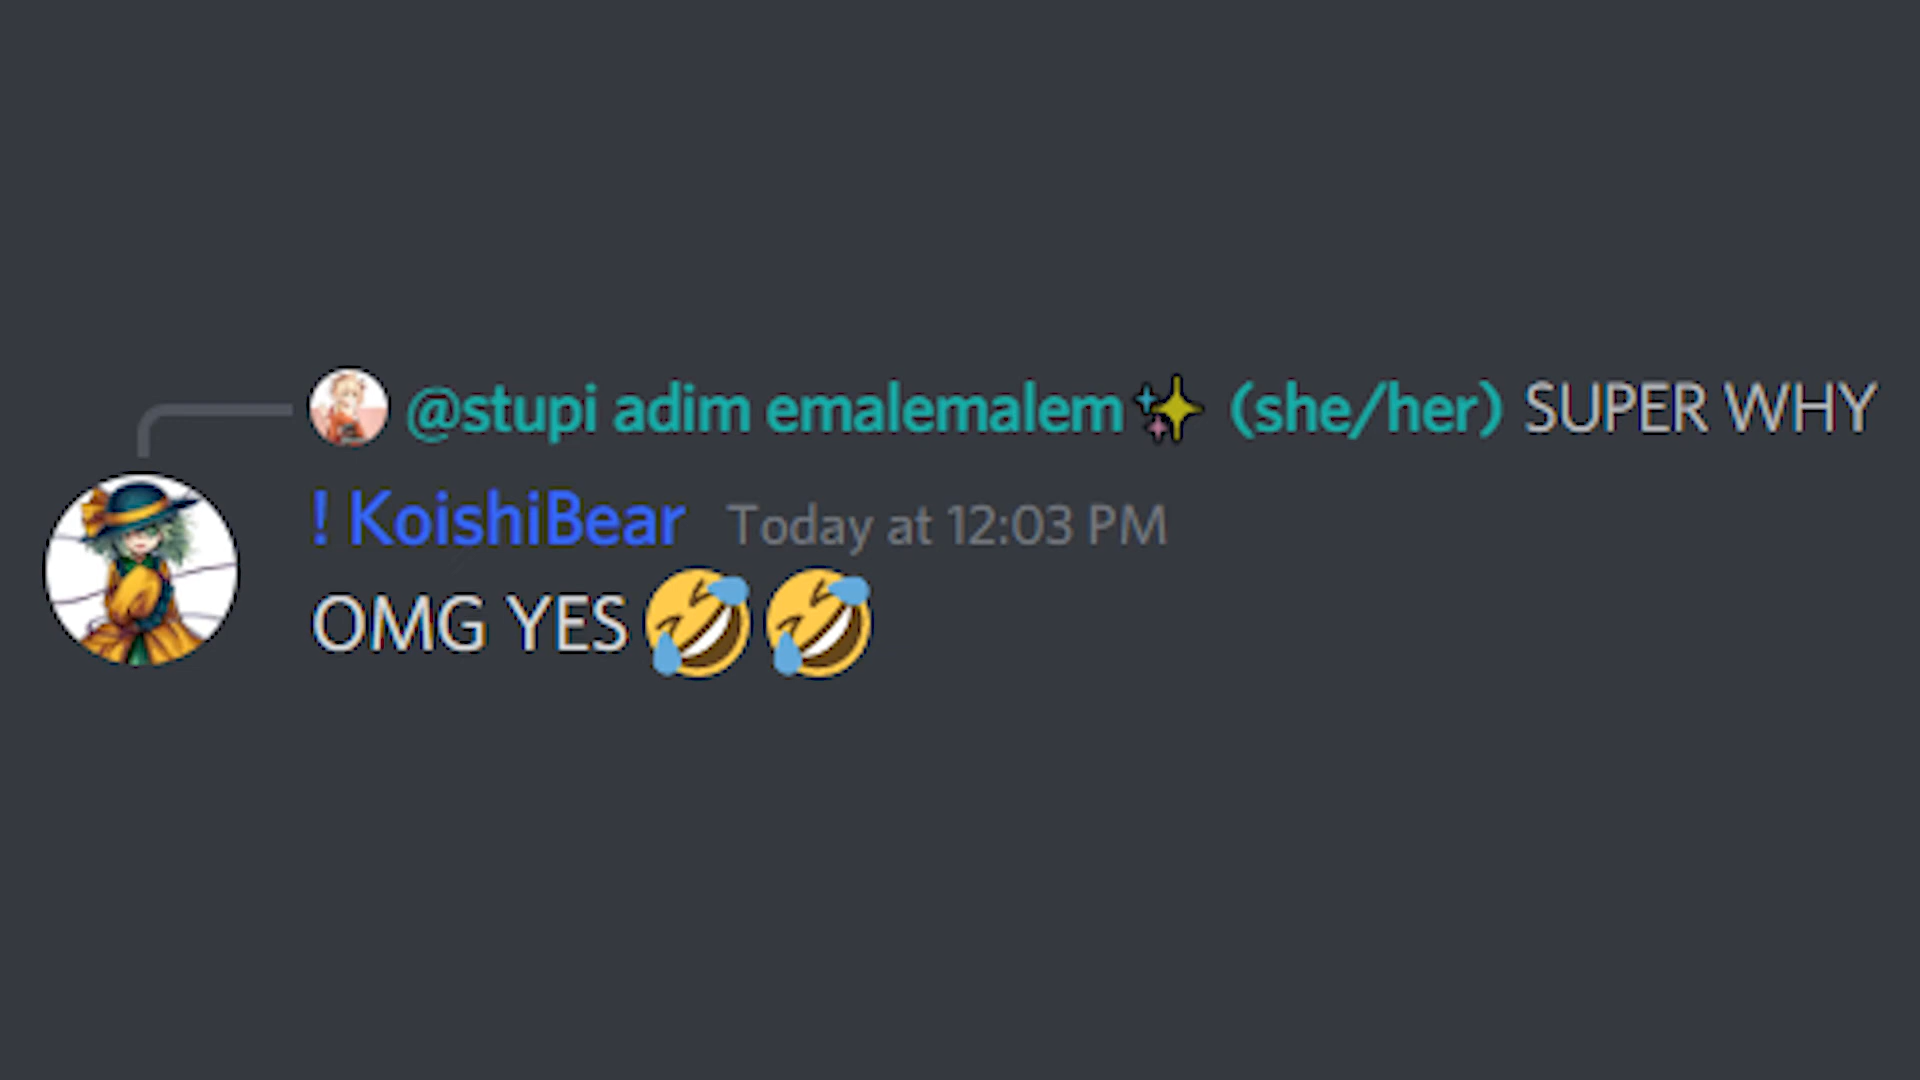 @stupi adim emalemalem✨ (she/her) SUPER WHY
! KoishiBear Today at 12:03 PM
OMG YES 🤣🤣